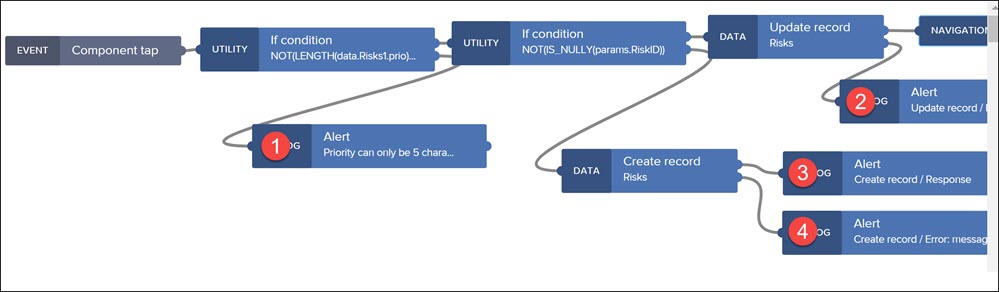 EVENT
Component tap
UTILITY
If condition
NOT(LENGTH(data.Risks1.prio)...
UTILITY
If condition
NOT(IS_NULLY(params.RiskID))
DATA
Update record
Risks
NAVIGATION
2
OG
Alert
Update record /
1
OG
Alert
Priority can only be 5 chara...
DATA
Create record
Risks
3
OG
Alert
Create record / Response
4
OG
Alert
Create record / Error: messag